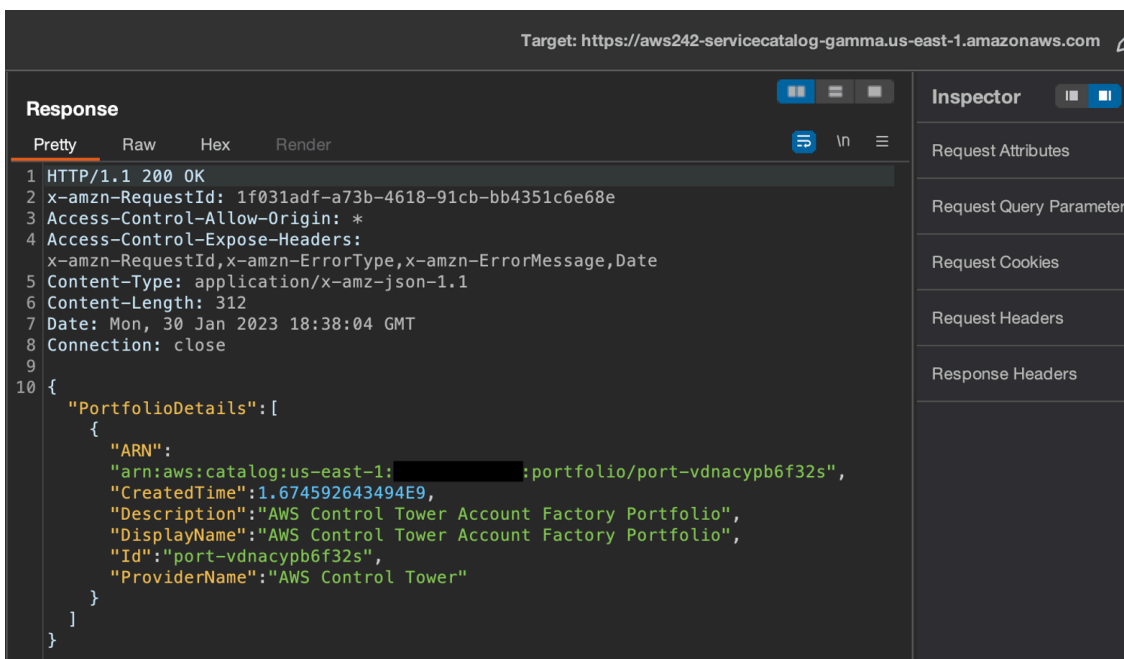 Target: https://aws242-servicecatalog-gamma.us-east-1.amazonaws.com
Response
Pretty Raw Hex Render
\n
1 HTTP/1.1 200 OK
2 x-amzn-RequestId: 1f031adf-a73b-4618-91cb-bb4351c6e68e
3 Access-Control-Allow-Origin: *
4 Access-Control-Expose-Headers:
x-amzn-RequestId,x-amzn-ErrorType,x-amzn-ErrorMessage,Date
5 Content-Type: application/x-amz-json-1.1
6 Content-Length: 312
7 Date: Mon, 30 Jan 2023 18:38:04 GMT
8 Connection: close
9
10 {
"PortfolioDetails":[
{
"ARN":
"arn:aws:catalog:us-east-1: :portfolio/port-vdnacypb6f32s",
"CreatedTime":1.674592643494E9,
"Description":"AWS Control Tower Account Factory Portfolio",
"DisplayName":"AWS Control Tower Account Factory Portfolio",
"Id":"port-vdnacypb6f32s",
"ProviderName":"AWS Control Tower"
}
]
}
Inspector
Request Attributes
Request Query Parameter
Request Cookies
Request Headers
Response Headers